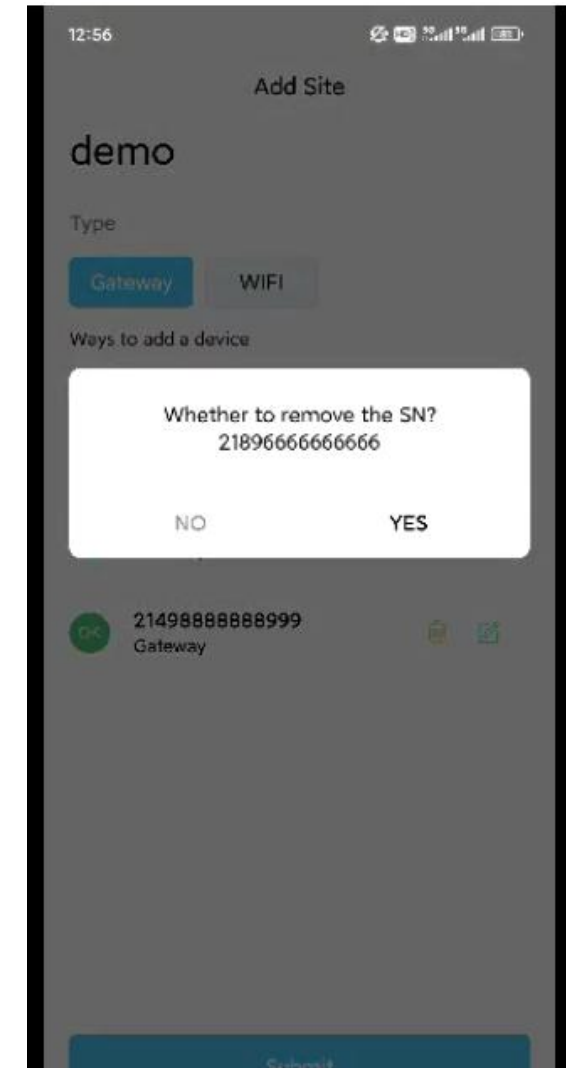 12:56
Add Site
demo
Type
Gateway
WIFI
Ways to add a device
Whether to remove the SN?
21896666666666
NO
YES
OK
21498888888999
Gateway
Submit